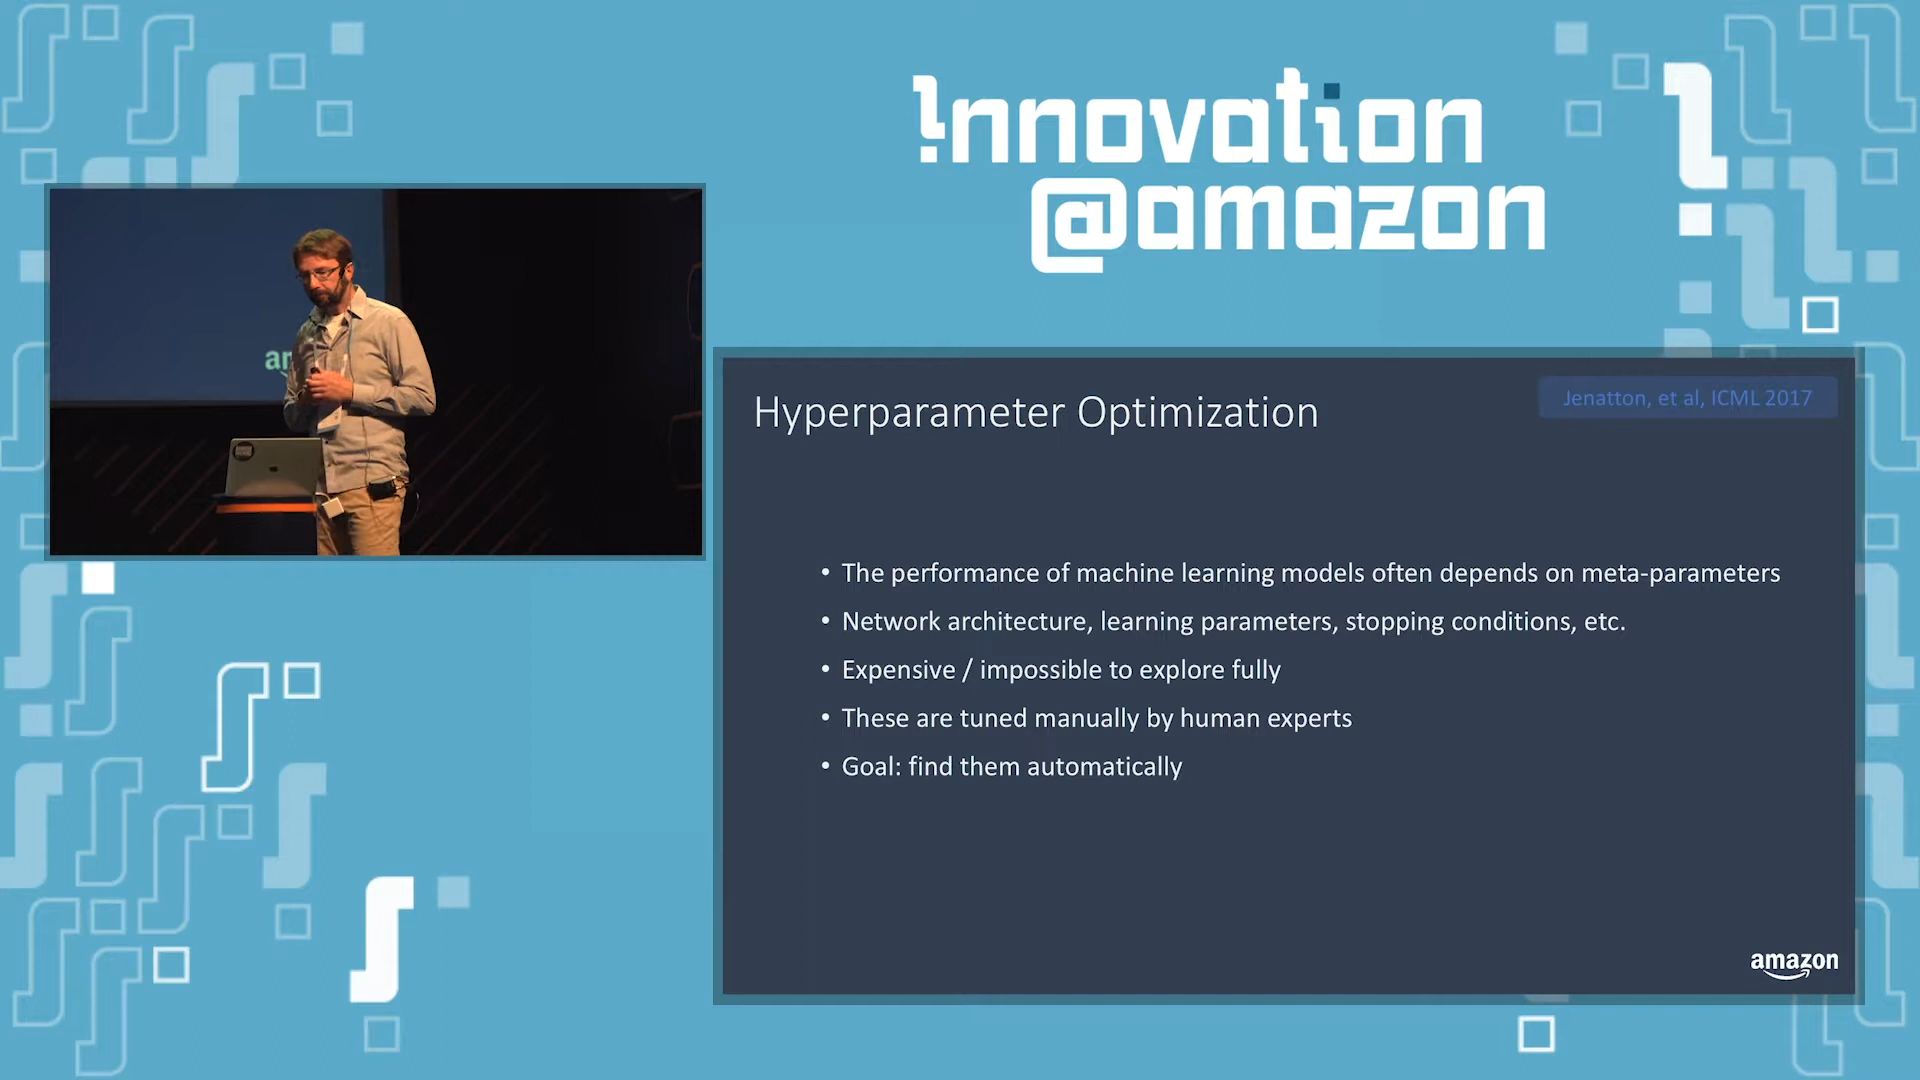 Innovation
@amazon
am
Hyperparameter Optimization
Jenatton, et al, ICML 2017
• The performance of machine learning models often depends on meta-parameters
• Network architecture, learning parameters, stopping conditions, etc.
• Expensive / impossible to explore fully
• These are tuned manually by human experts
• Goal: find them automatically
amazon